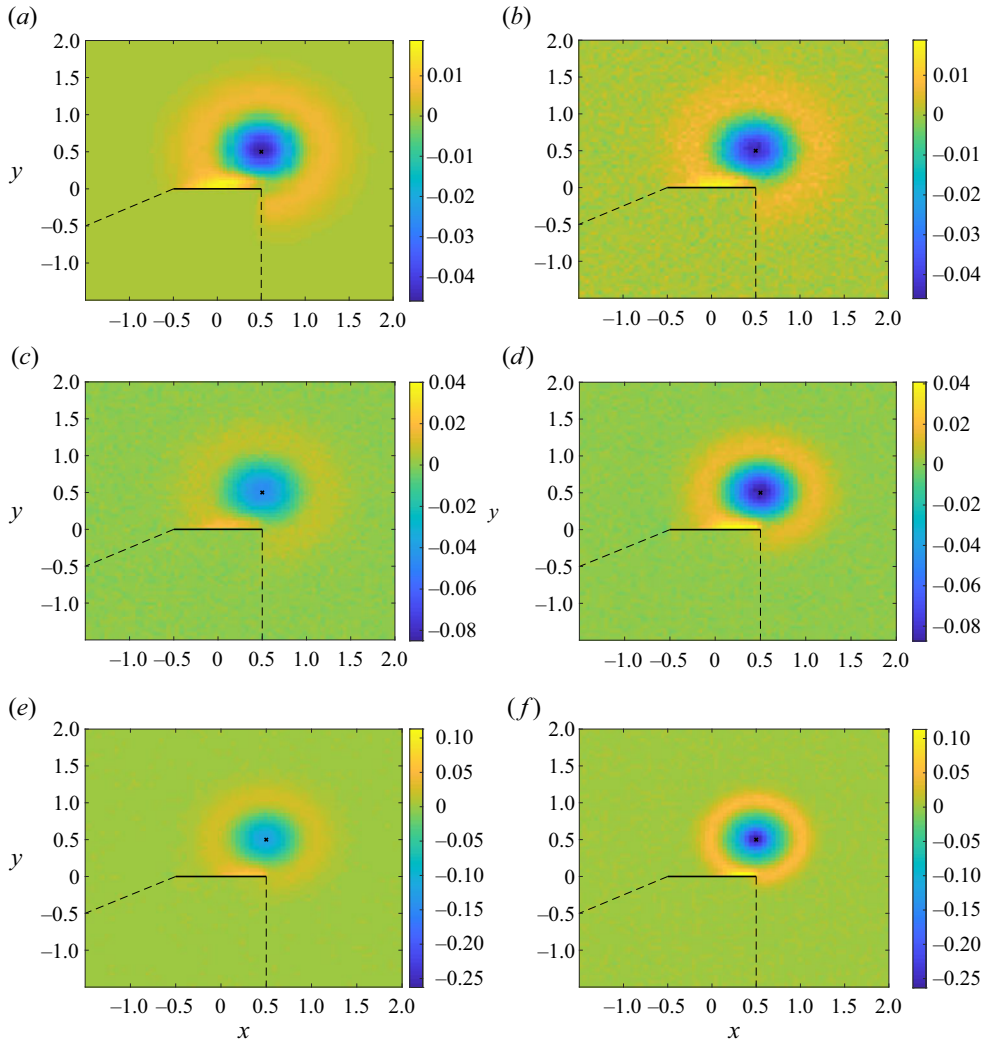 (a) (b)
2.0 2.0
1.5 0.01 1.5 0.01
1.0 0 1.0 0
0.5 –0.01 0.5 –0.01
y 0 –0.02 0 –0.02
–0.5 –0.03 –0.5 –0.03
–1.0 –0.04 –1.0 –0.04
–1.0 –0.5 0 0.5 1.0 1.5 2.0 –1.0 –0.5 0 0.5 1.0 1.5 2.0
(c) (d)
2.0 0.04 2.0 0.04
1.5 0.02 1.5 0.02
1.0 0 1.0 0
0.5 –0.02 0.5 –0.02
y 0 –0.04 y 0 –0.04
–0.5 –0.06 –0.5 –0.06
–1.0 –0.08 –1.0 –0.08
–1.0 –0.5 0 0.5 1.0 1.5 2.0 –1.0 –0.5 0 0.5 1.0 1.5 2.0
(e) (f)
2.0 0.10 2.0 0.10
1.5 0.05 1.5 0.05
1.0 0 1.0 0
0.5 –0.05 0.5 –0.05
y 0 –0.10 0 –0.10
–0.5 –0.15 –0.5 –0.15
–1.0 –0.20 –1.0 –0.20
–0.25 –0.25
–1.0 –0.5 0 0.5 1.0 1.5 2.0 –1.0 –0.5 0 0.5 1.0 1.5 2.0
x x